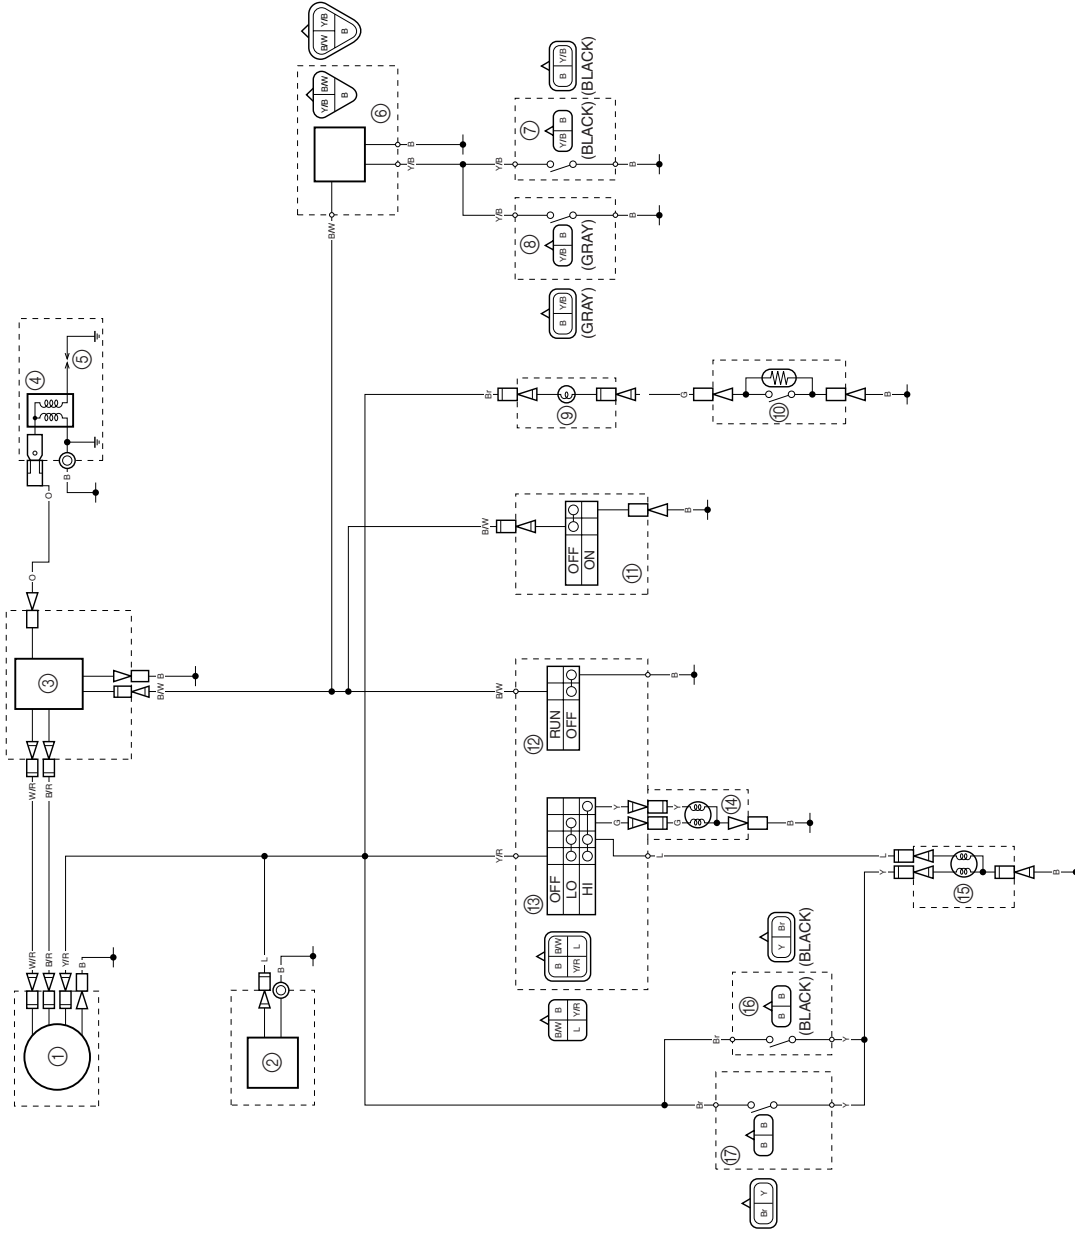 B/W Y/B
B
Y/B B/W
B
⑥
B
Y/B
B/W
B Y/B
(BLACK)
⑦
Y/B B
(BLACK)
Y/B
B
⑧
Y/B B
(GRAY)
Y/B
B
B Y/B
(GRAY)
④
⑤
B
O
O
③
B
B/W
W/R
B/R
Br
⑨
G
⑩
B
B/W
OFF
ON
⑪
B
B/W
⑫
RUN
OFF
B
Y/R
⑬
OFF
LO
HI
Y
G
Y
G
⑭
B
L
B B/W
Y/R L
B/W B
L Y/R
L
Y
⑮
B
W/R
B/R
Y/R
B
①
L
B
②
Y Br
(BLACK)
⑯
B B
(BLACK)
Br
Y
Br
Y
⑰
B B
Br Y